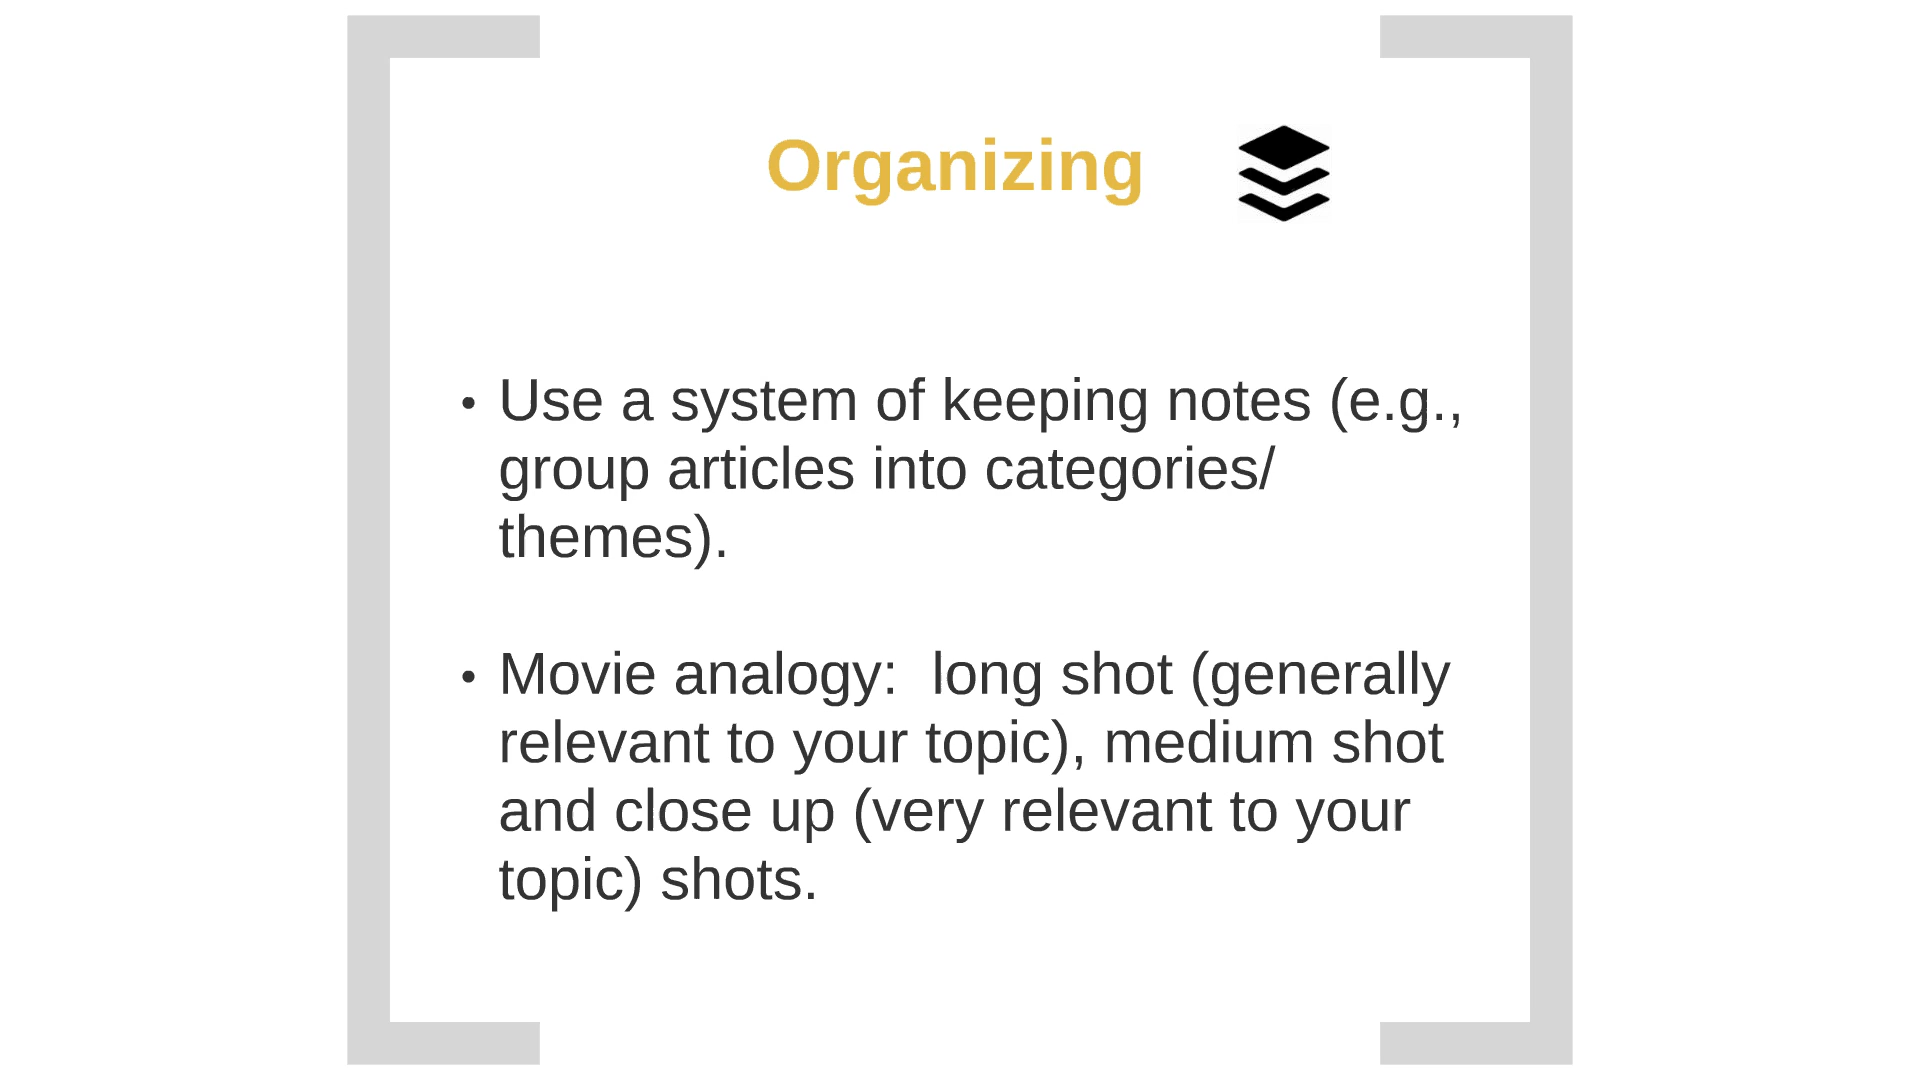 Organizing
• Use a system of keeping notes (e.g.,
group articles into categories/
themes).
• Movie analogy:  long shot (generally
relevant to your topic), medium shot
and close up (very relevant to your
topic) shots.